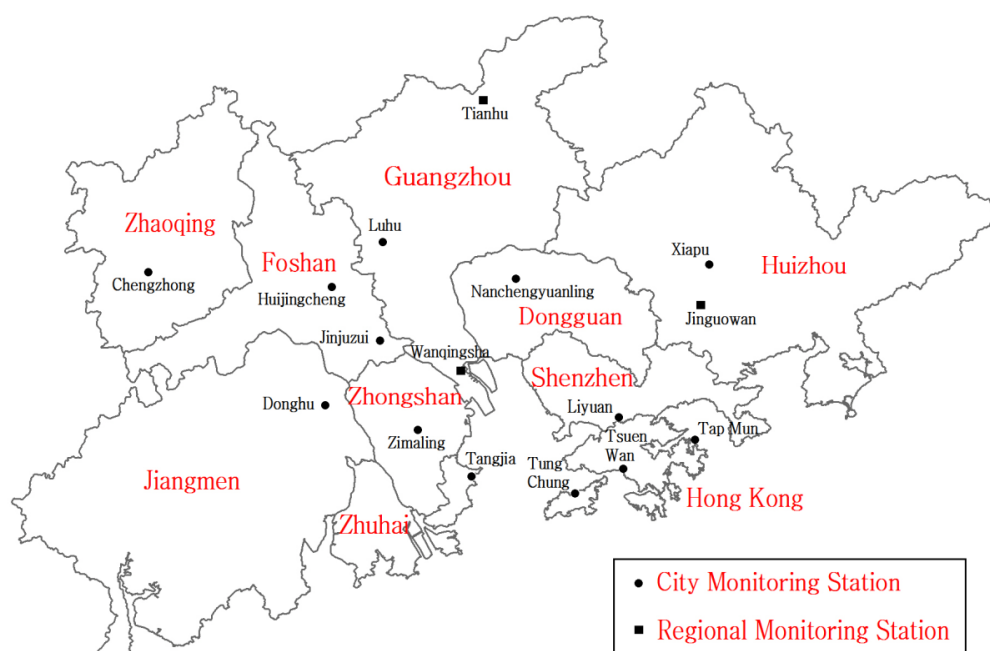 Tianhu
Guangzhou
Zhaoqing
Luhu
Xiapu
Foshan
Huizhou
Chengzhong
Huijingcheng
Nanchengyuanling
Dongguan
Jinguowan
Jinjuzui
Wanqingsha
Shenzhen
Zhongshan
Donghu
Liyuan
Zimaling
Tsuen
Wan
Tap Mun
Tangjia
Tung
Chung
Jiangmen
Hong Kong
Zhuhai
City Monitoring Station
Regional Monitoring Station